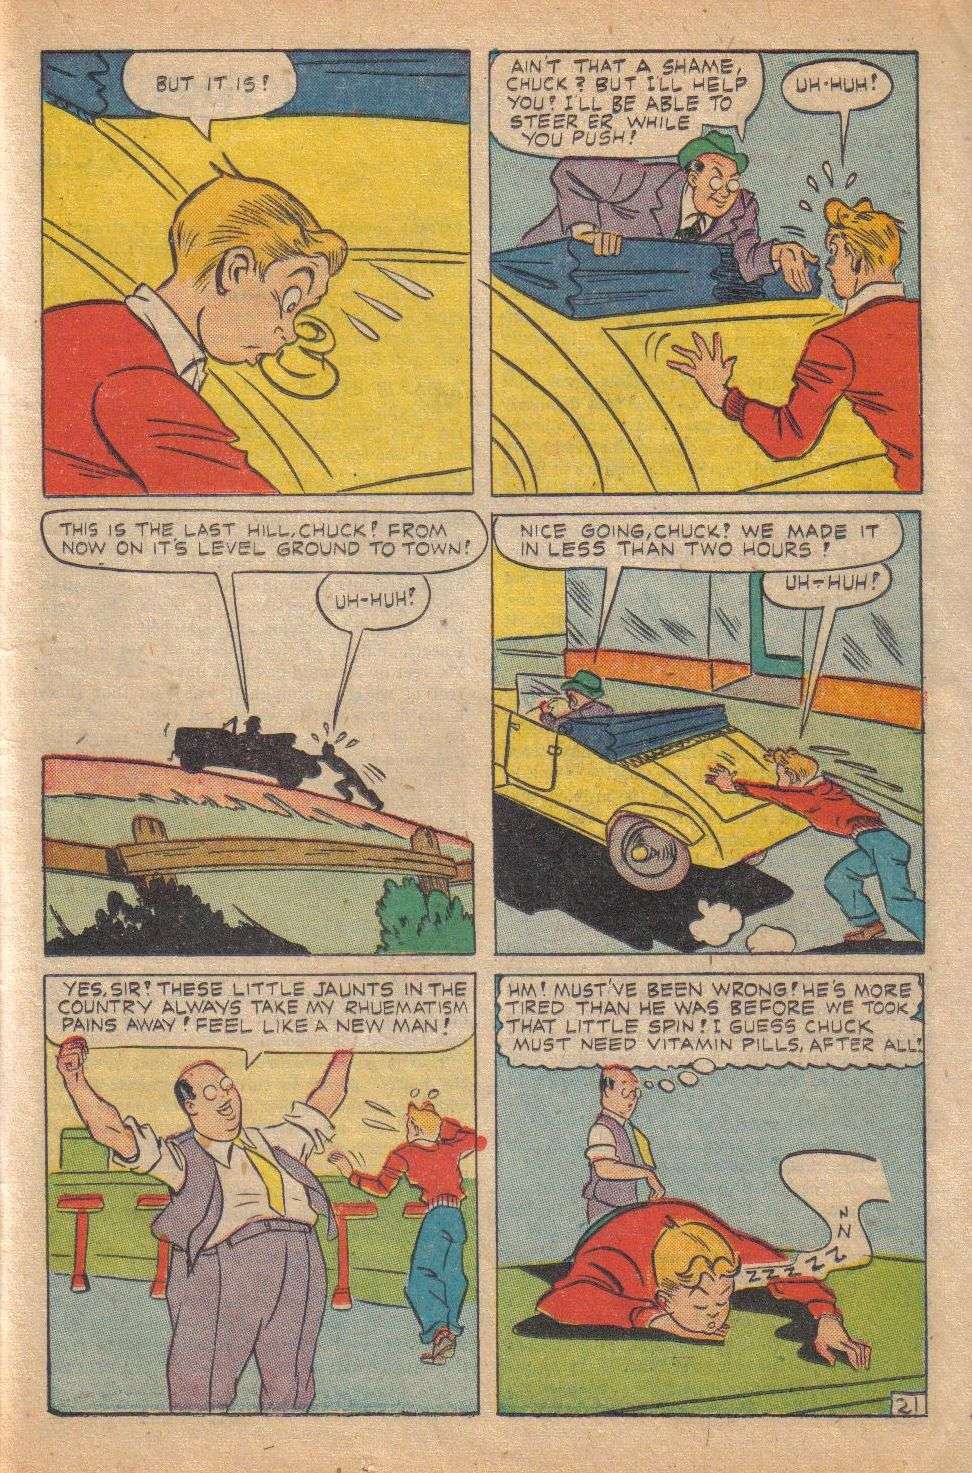 BUT IT IS!
AIN'T THAT A SHAME,
CHUCK? BUT I'LL HELP
YOU! I'LL BE ABLE TO
STEER ER WHILE
YOU PUSH!
UH-HUH!
THIS IS THE LAST HILL, CHUCK! FROM
NOW ON IT'S LEVEL GROUND TO TOWN!
UH-HUH!
NICE GOING, CHUCK! WE MADE IT
IN LESS THAN TWO HOURS!
UH-HUH!
YES, SIR! THESE LITTLE JAUNTS IN THE
COUNTRY ALWAYS TAKE MY RHUEMATISM
PAINS AWAY! FEEL LIKE A NEW MAN!
HM! MUST'VE BEEN WRONG! HE'S MORE
TIRED THAN HE WAS BEFORE WE TOOK
THAT LITTLE SPIN! I GUESS CHUCK
MUST NEED VITAMIN PILLS, AFTER ALL!
ZZZZZNN
21